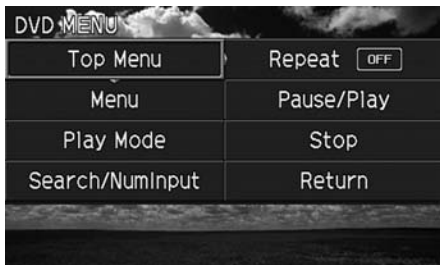 DVD MENU
Top Menu
Repeat OFF
Menu
Pause/Play
Play Mode
Stop
Search/NumInput
Return